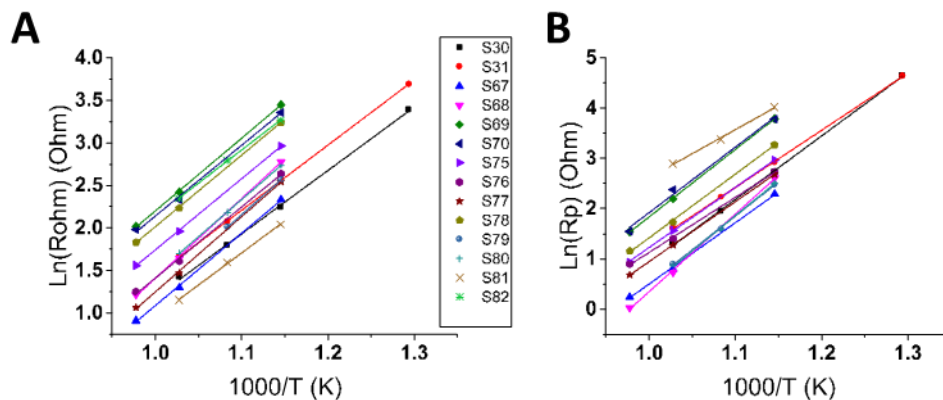 A
Ln(Rohm) (Ohm)
4.0
3.5
3.0
2.5
2.0
1.5
1.0
1.0 1.1 1.2 1.3
1000/T (K)
S30
S31
S67
S68
S69
S70
S75
S76
S77
S78
S79
S80
S81
S82
B
Ln(Rp) (Ohm)
5
4
3
2
1
0
1.0 1.1 1.2 1.3
1000/T (K)